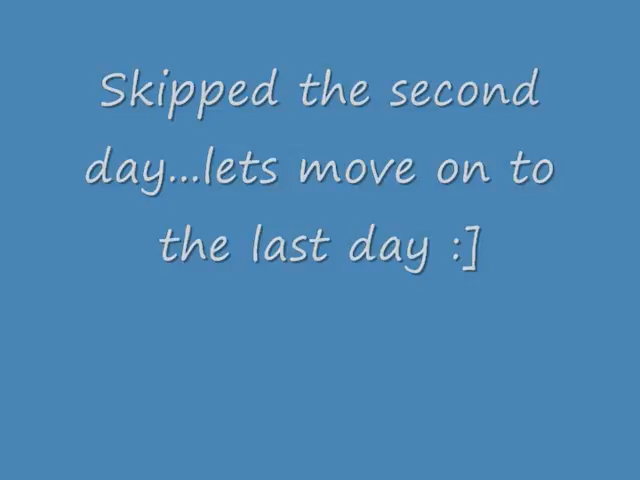 Skipped the second
day...lets move on to
the last day :]